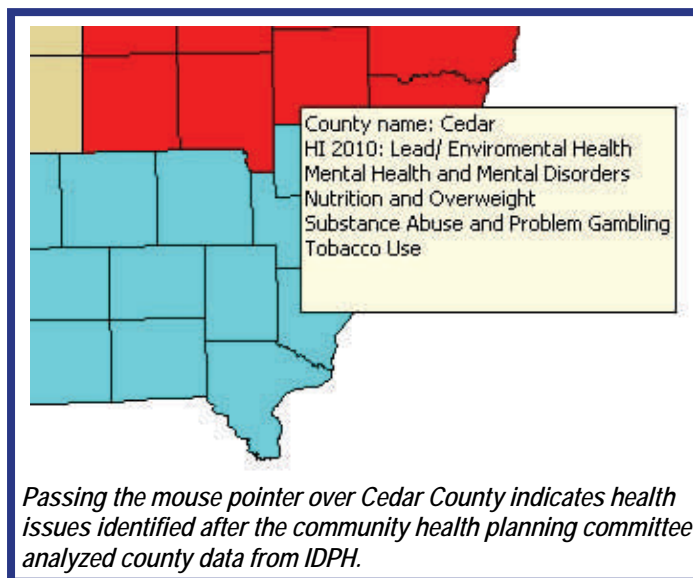 County name: Cedar
HI 2010: Lead/ Enviromental Health
Mental Health and Mental Disorders
Nutrition and Overweight
Substance Abuse and Problem Gambling
Tobacco Use
Passing the mouse pointer over Cedar County indicates health
issues identified after the community health planning committee
analyzed county data from IDPH.